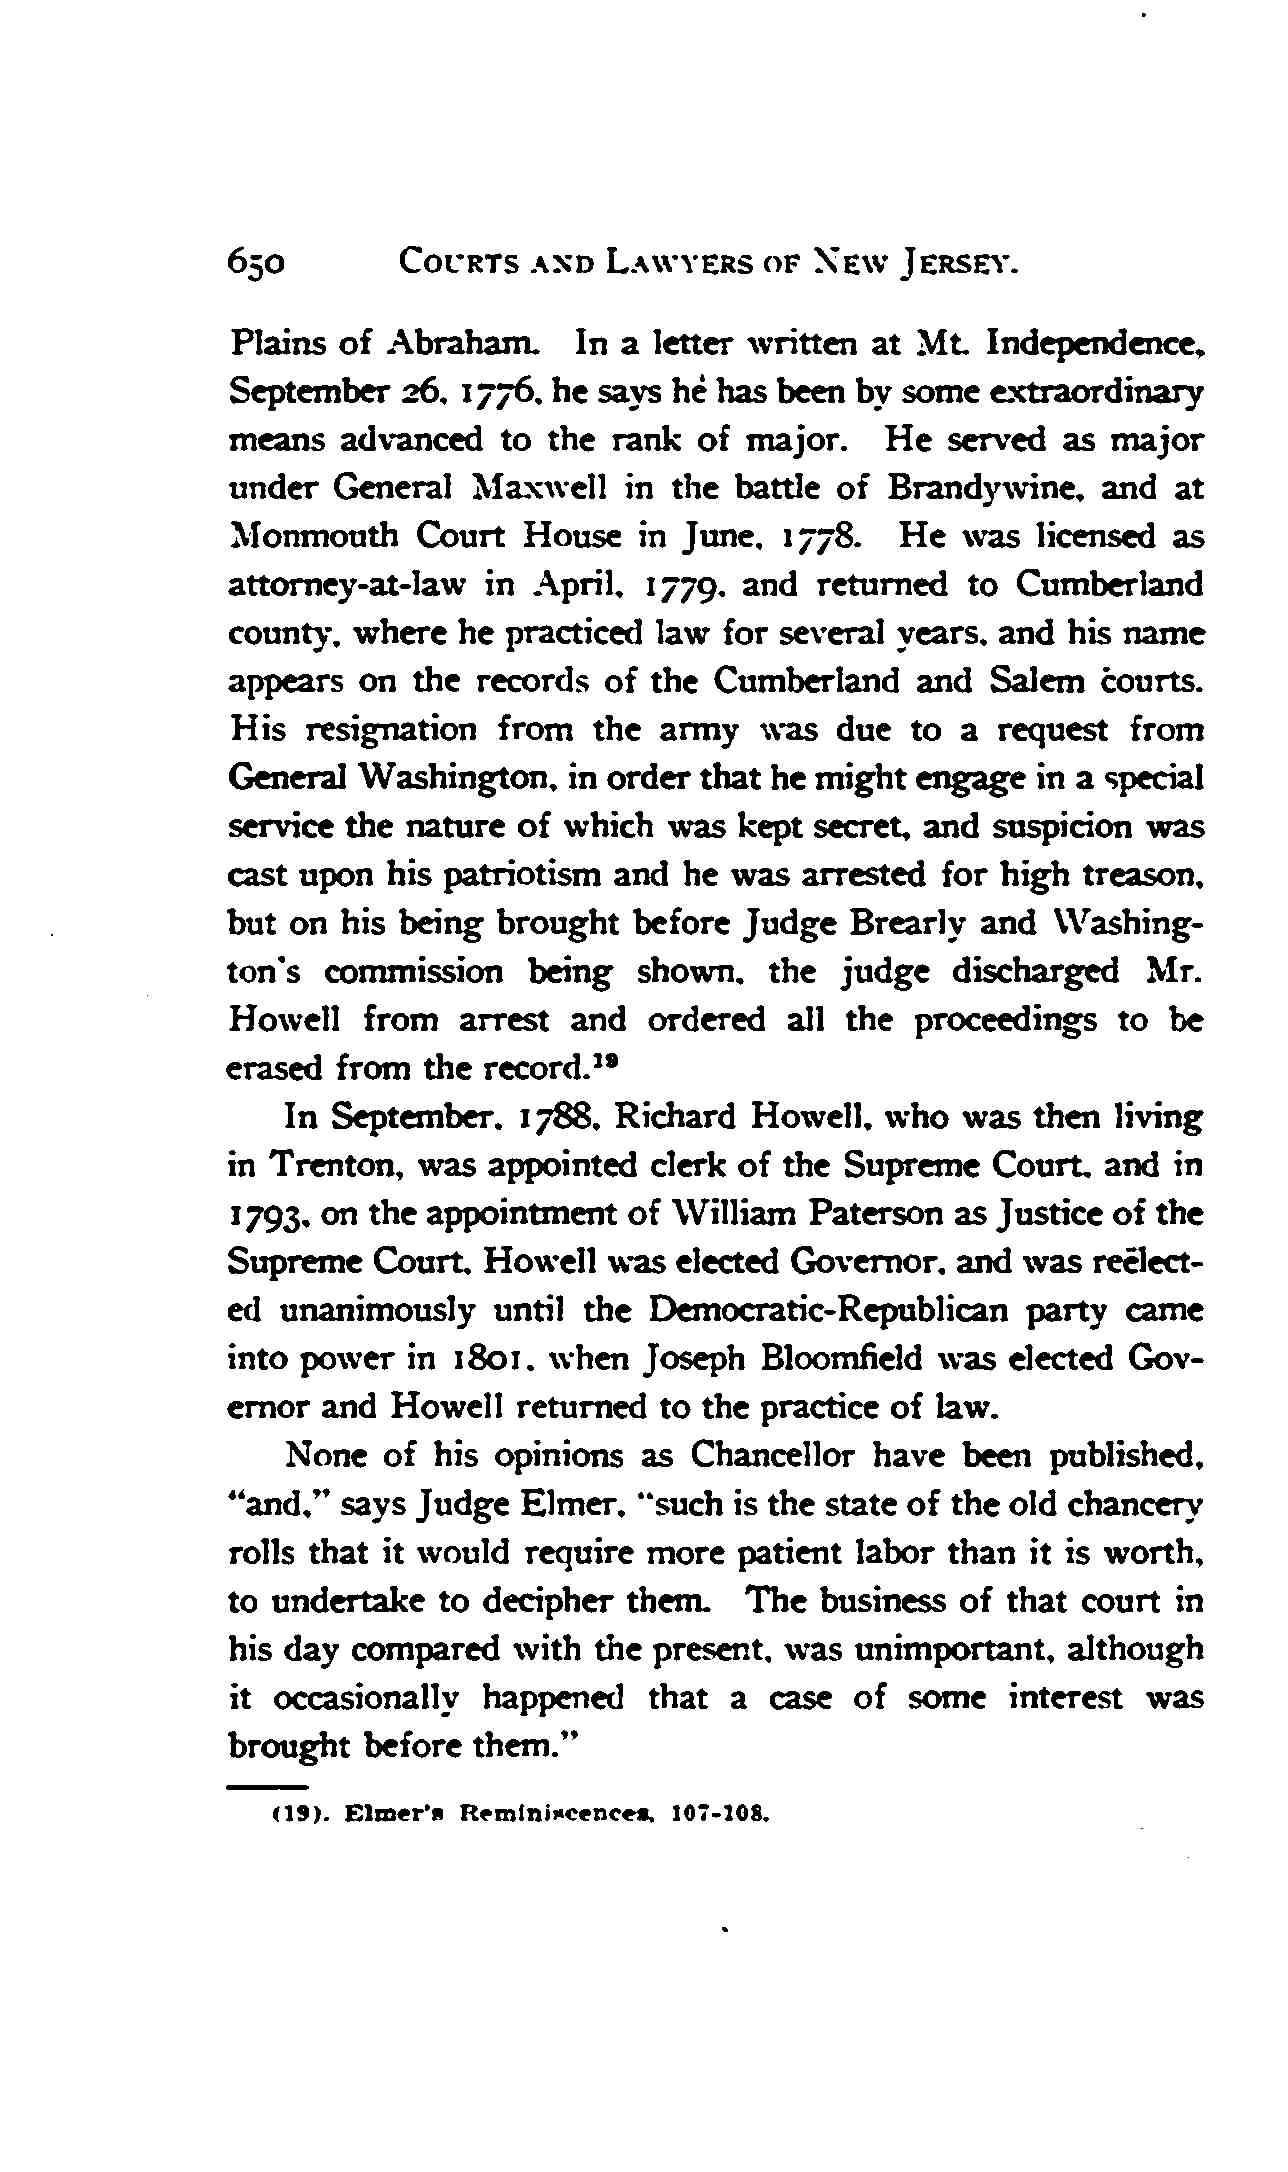 650 COURTS AND LAWYERS OF NEW JERSEY.
Plains of Abraham. In a letter written at Mt. Independence,
September 26, 1776, he says he has been by some extraordinary
means advanced to the rank of major. He served as major
under General Maxwell in the battle of Brandywine, and at
Monmouth Court House in June, 1778. He was licensed as
attorney-at-law in April, 1779, and returned to Cumberland
county, where he practiced law for several years, and his name
appears on the records of the Cumberland and Salem courts.
His resignation from the army was due to a request from
General Washington, in order that he might engage in a special
service the nature of which was kept secret, and suspicion was
cast upon his patriotism and he was arrested for high treason,
but on his being brought before Judge Brearly and Washing-
ton's commission being shown, the judge discharged Mr.
Howell from arrest and ordered all the proceedings to be
erased from the record.¹⁹
In September, 1788, Richard Howell, who was then living
in Trenton, was appointed clerk of the Supreme Court, and in
1793, on the appointment of William Paterson as Justice of the
Supreme Court, Howell was elected Governor, and was reëlect-
ed unanimously until the Democratic-Republican party came
into power in 1801, when Joseph Bloomfield was elected Gov-
ernor and Howell returned to the practice of law.
None of his opinions as Chancellor have been published,
"and," says Judge Elmer, "such is the state of the old chancery
rolls that it would require more patient labor than it is worth,
to undertake to decipher them. The business of that court in
his day compared with the present, was unimportant, although
it occasionally happened that a case of some interest was
brought before them."
(19). Elmer's Reminiscences, 107-108.